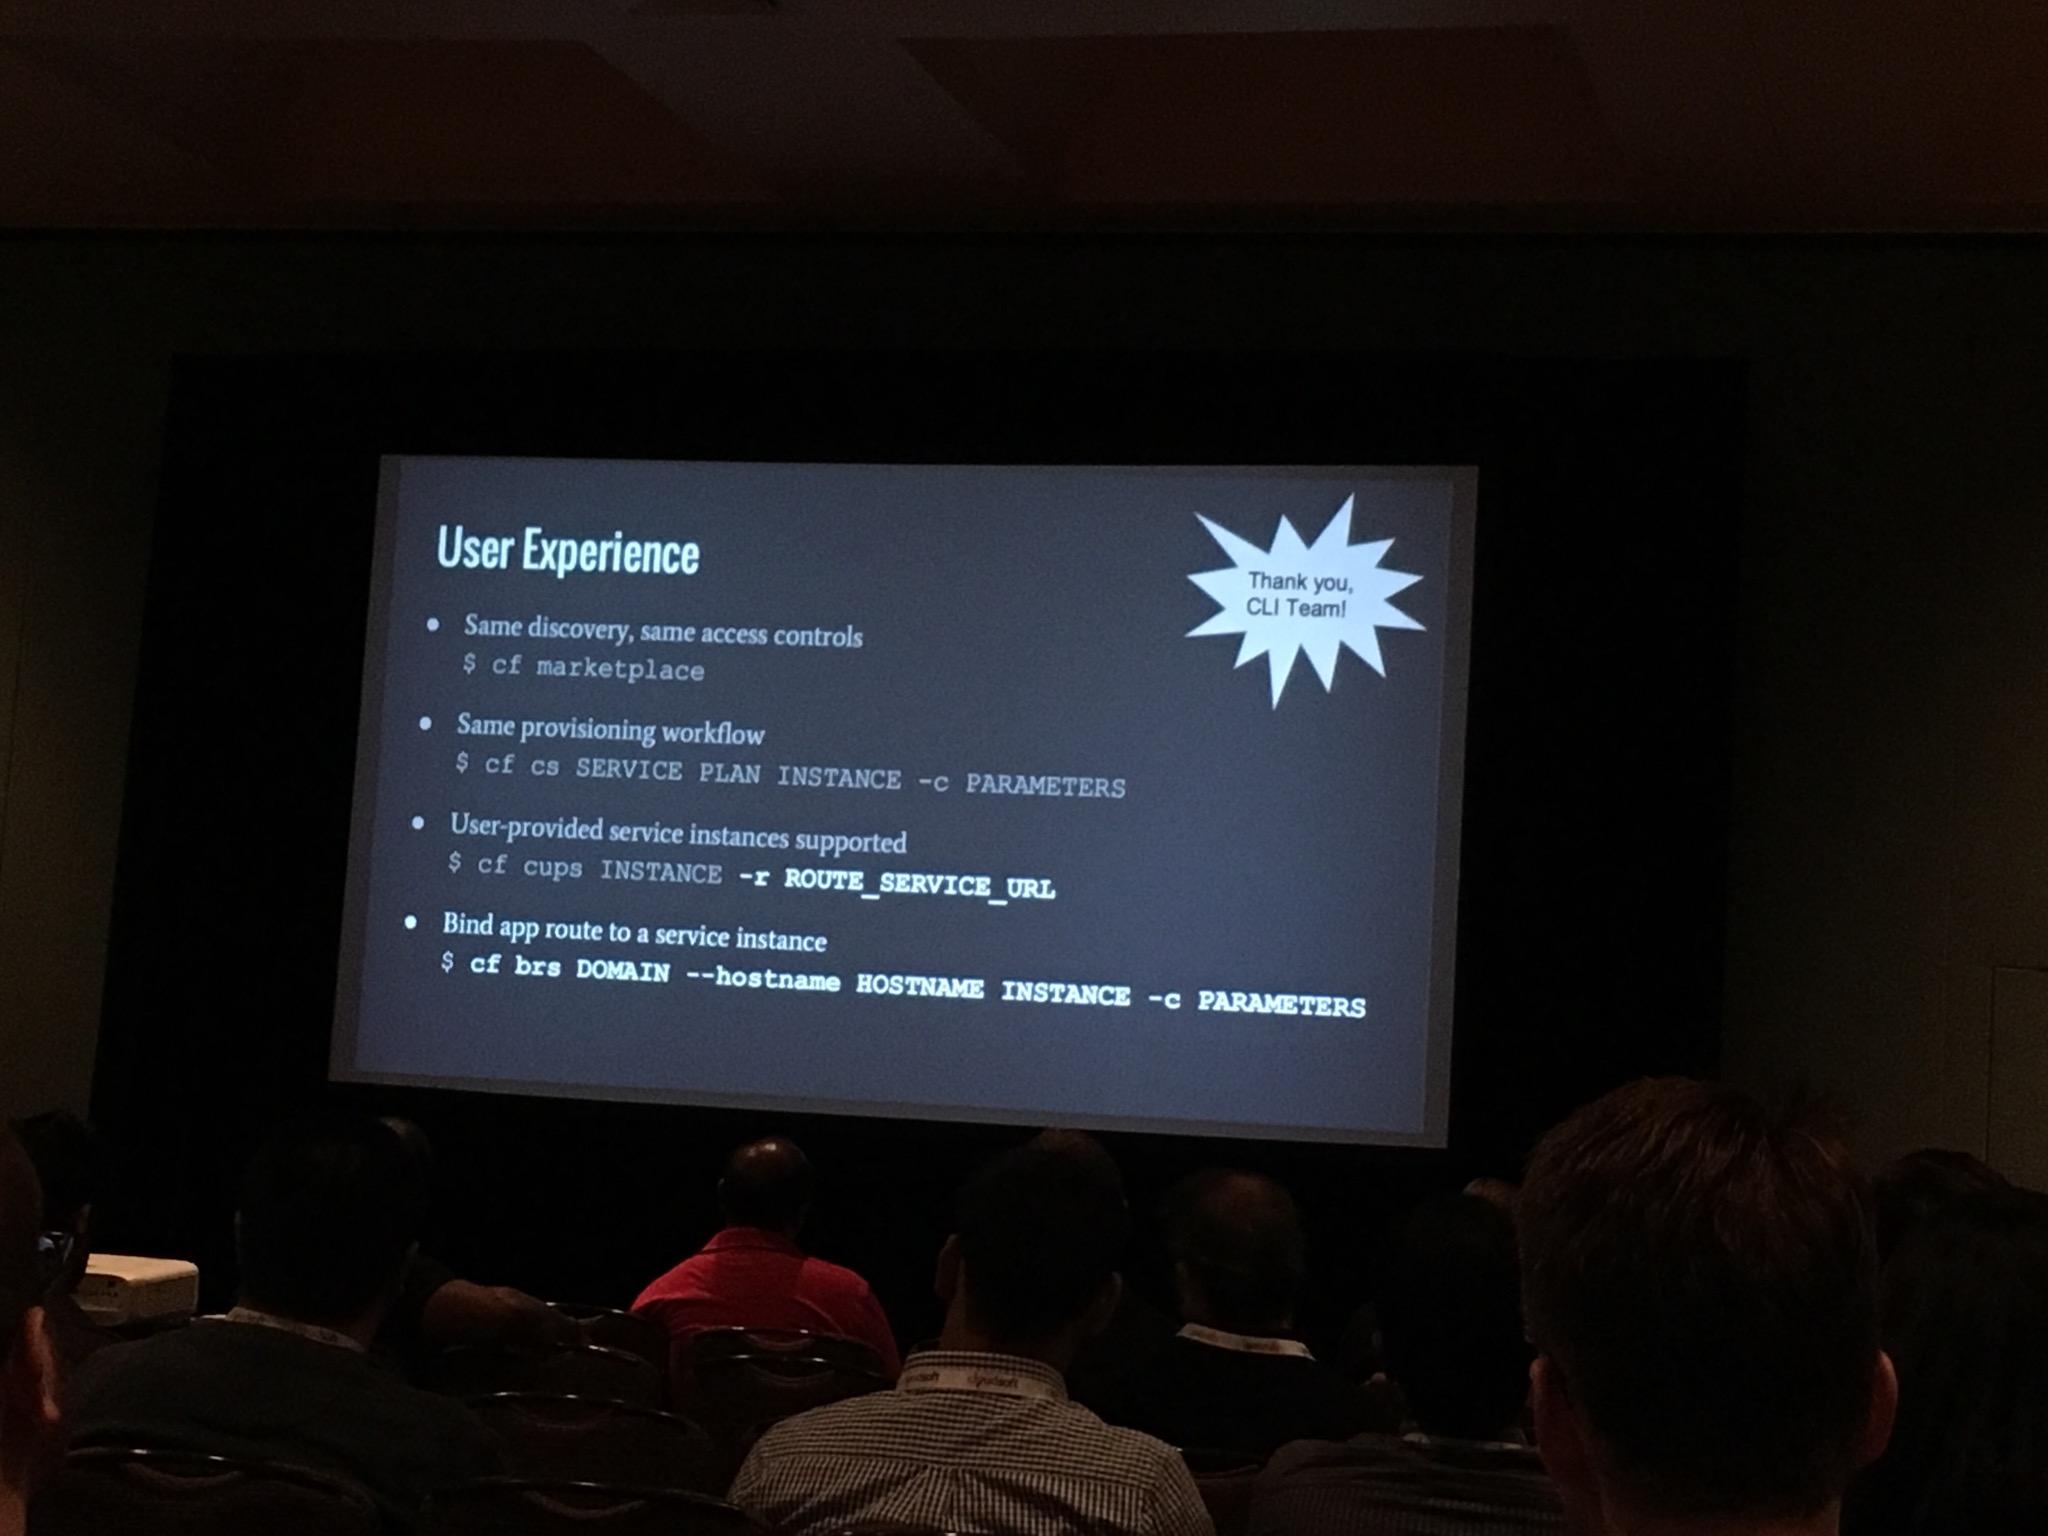 User Experience
Thank you,
CLI Team!
● Same discovery, same access controls
$ cf marketplace
● Same provisioning workflow
$ cf cs SERVICE PLAN INSTANCE -c PARAMETERS
● User-provided service instances supported
$ cf cups INSTANCE -r ROUTE_SERVICE_URL
● Bind app route to a service instance
$ cf brs DOMAIN --hostname HOSTNAME INSTANCE -c PARAMETERS